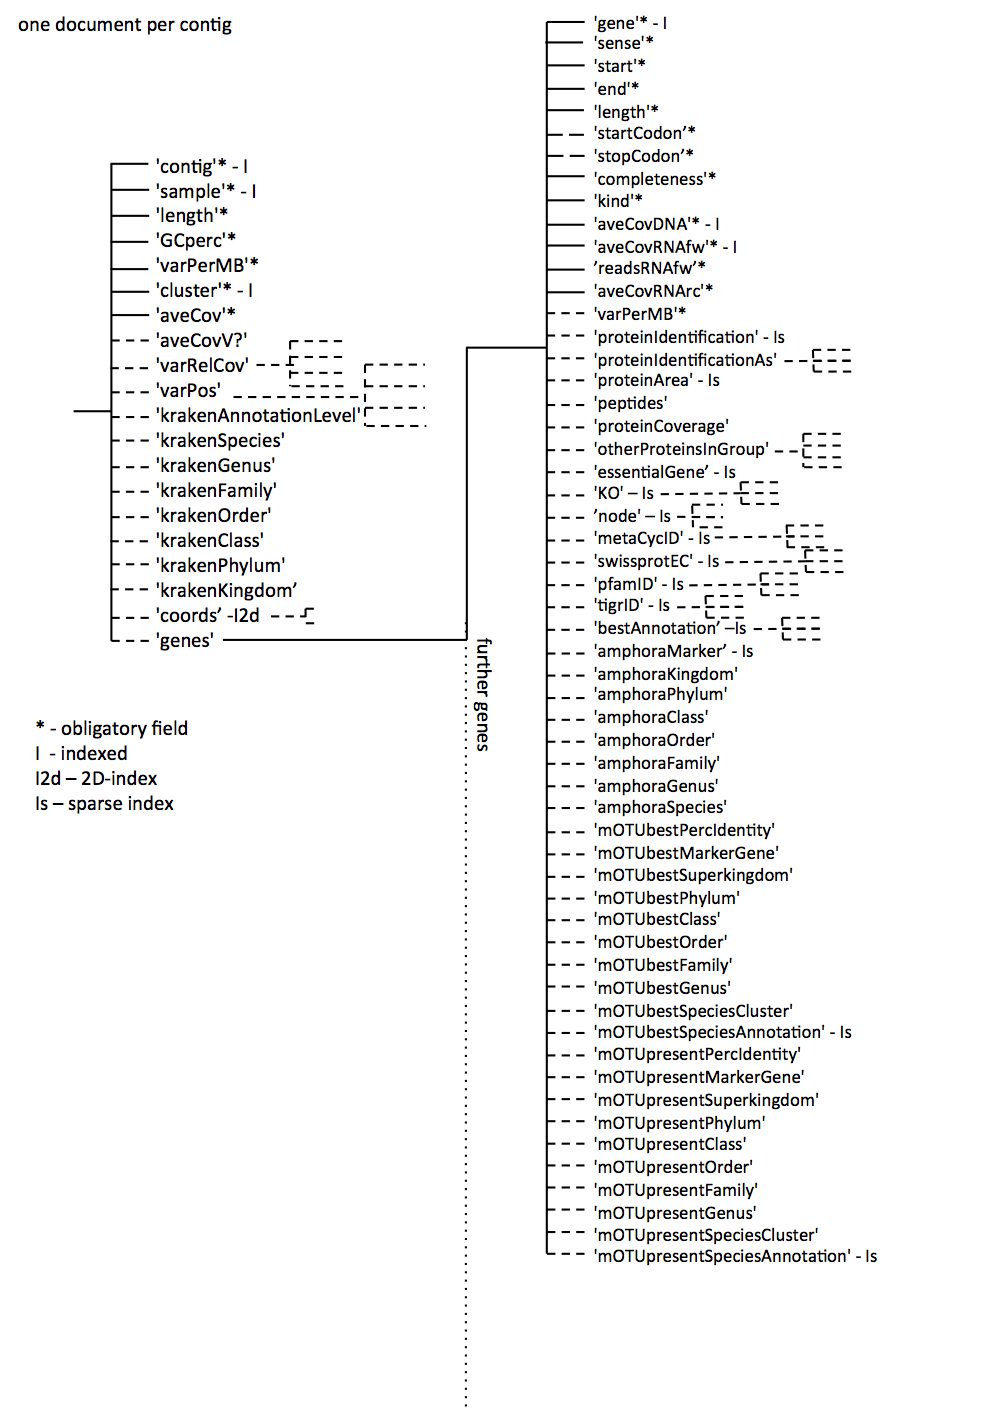 one document per contig
'contig'* - I
'sample'* - I
'length'*
'GCperc'*
'varPerMB'*
'cluster'* - I
'aveCov'*
'aveCovV?'
'varRelCov'
'varPos'
'krakenAnnotationLevel'
'krakenSpecies'
'krakenGenus'
'krakenFamily'
'krakenOrder'
'krakenClass'
'krakenPhylum'
'krakenKingdom’
'coords’ -I2d
'genes'
* - obligatory field
I - indexed
I2d – 2D-index
Is – sparse index
further genes
'gene'* - I
'sense'*
'start'*
'end'*
'length'*
'startCodon’*
'stopCodon’*
'completeness'*
'kind'*
'aveCovDNA'* - I
'aveCovRNAfw'* - I
’readsRNAfw’*
'aveCovRNArc'*
'varPerMB'*
'proteinIdentification' - Is
'proteinIdentificationAs'
'proteinArea' - Is
'peptides'
'proteinCoverage'
'otherProteinsInGroup'
'essentialGene’ - Is
'KO' – Is
’node' – Is
'metaCycID' - Is
'swissprotEC' - Is
'pfamID' - Is
'tigrID' - Is
'bestAnnotation’ –Is
'amphoraMarker’ - Is
'amphoraKingdom'
'amphoraPhylum'
'amphoraClass'
'amphoraOrder'
'amphoraFamily'
'amphoraGenus'
'amphoraSpecies'
'mOTUbestPercIdentity'
'mOTUbestMarkerGene'
'mOTUbestSuperkingdom'
'mOTUbestPhylum'
'mOTUbestClass'
'mOTUbestOrder'
'mOTUbestFamily'
'mOTUbestGenus'
'mOTUbestSpeciesCluster'
'mOTUbestSpeciesAnnotation' - Is
'mOTUpresentPercIdentity'
'mOTUpresentMarkerGene'
'mOTUpresentSuperkingdom'
'mOTUpresentPhylum'
'mOTUpresentClass'
'mOTUpresentOrder'
'mOTUpresentFamily'
'mOTUpresentGenus'
'mOTUpresentSpeciesCluster'
'mOTUpresentSpeciesAnnotation' - Is